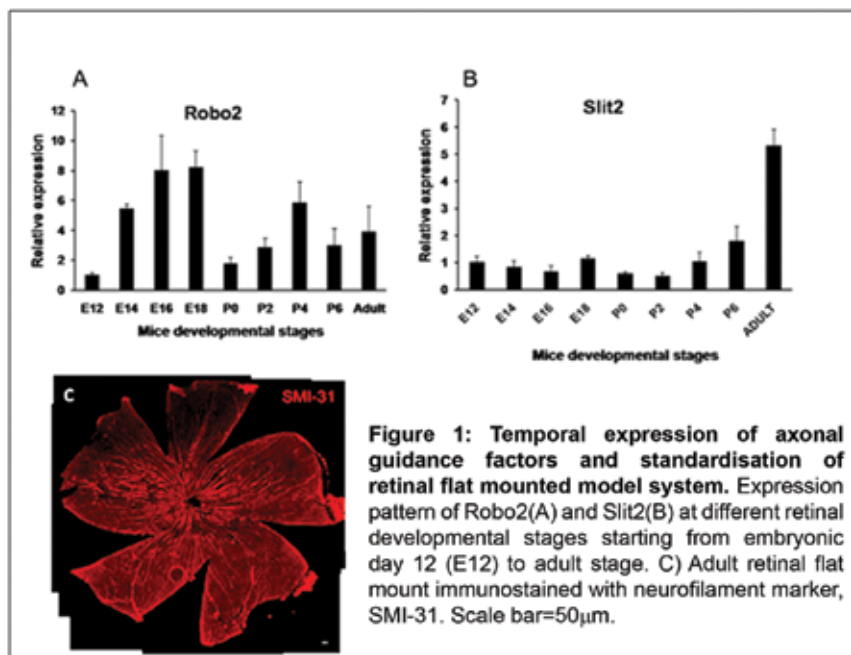 A
Robo2
Relative expression
12
10
8
6
4
2
0
E12 E14 E16 E18 P0 P2 P4 P6 Adult
Mice developmental stages
B
Slit2
Relative expression
7
6
5
4
3
2
1
0
E12 E14 E16 E18 P0 P2 P4 P6 ADULT
Mice developmental stages
C
SMI-31
Figure 1: Temporal expression of axonal
guidance factors and standardisation of
retinal flat mounted model system. Expression
pattern of Robo2(A) and Slit2(B) at different retinal
developmental stages starting from embryonic
day 12 (E12) to adult stage. C) Adult retinal flat
mount immunostained with neurofilament marker,
SMI-31. Scale bar=50μm.